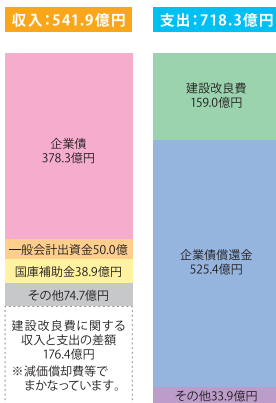 収入:541.9億円
企業債
378.3億円
一般会計出資金50.0億
国庫補助金38.9億円
その他74.7億円
建設改良費に関する
収入と支出の差額
176.4億円
※減価償却費等で
まかなっています。
支出:718.3億円
建設改良費
159.0億円
企業債償還金
525.4億円
その他33.9億円